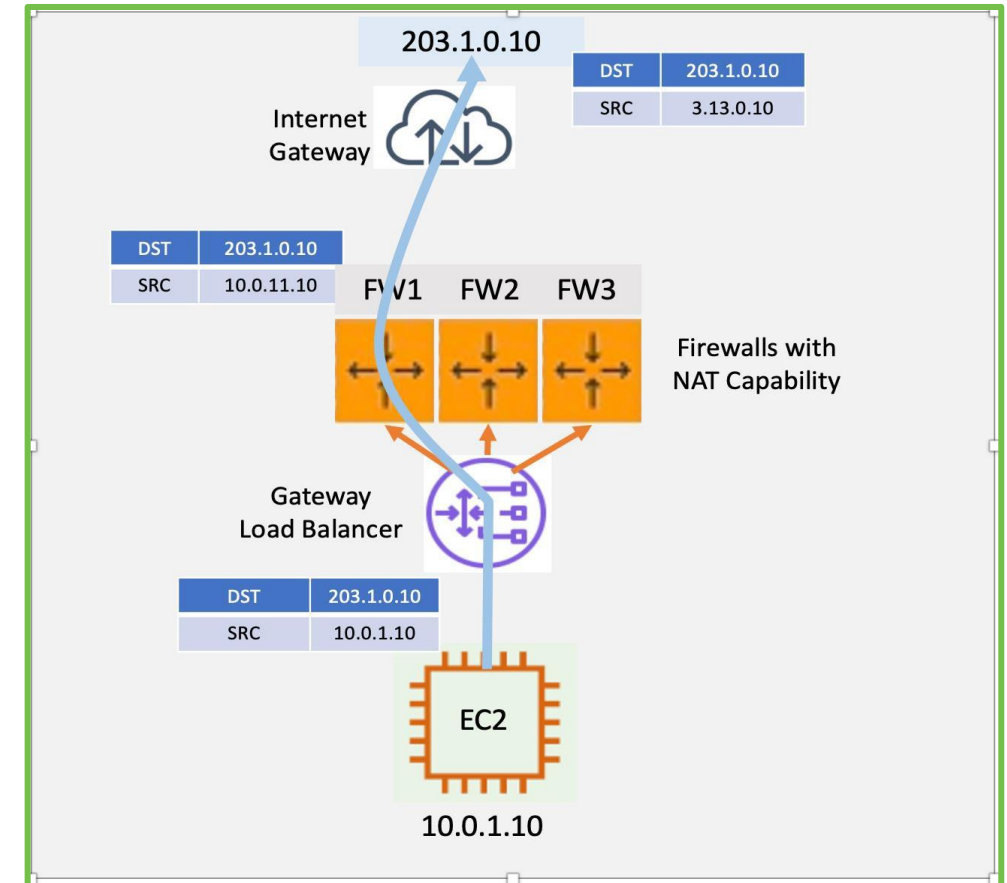 203.1.0.10
DST 203.1.0.10
SRC 3.13.0.10
Internet
Gateway
DST 203.1.0.10
SRC 10.0.11.10
FW1 FW2 FW3
Firewalls with
NAT Capability
Gateway
Load Balancer
DST 203.1.0.10
SRC 10.0.1.10
EC2
10.0.1.10